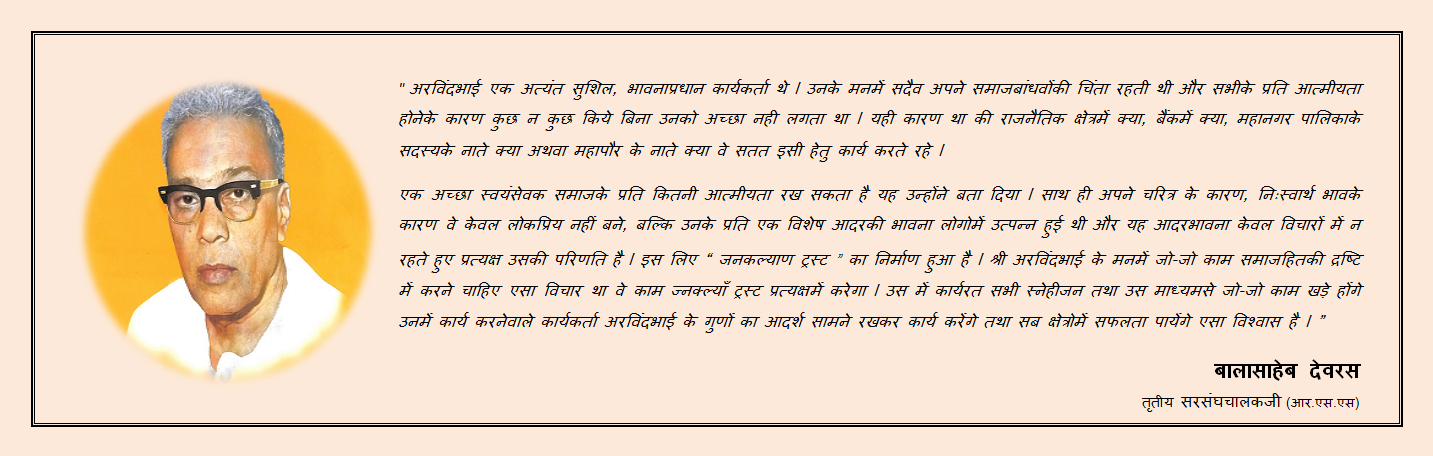 " अरविंदभाई एक अत्यंत सुशिल, भावनाप्रधान कार्यकर्ता थे । उनके मनमें सदैव अपने समाजबांधवोंकी चिंता रहती थी और सभीके प्रति आत्मीयता
होनेके कारण कुछ न कुछ किये बिना उनको अच्छा नही लगता था । यही कारण था की राजनैतिक क्षेत्रमें क्या, बैंकमें क्या, महानगर पालिकाके
सदस्यके नाते क्या अथवा महापौर के नाते क्या वे सतत इसी हेतु कार्य करते रहे ।
एक अच्छा स्वयंसेवक समाजके प्रति कितनी आत्मीयता रख सकता है यह उन्होंने बता दिया । साथ ही अपने चरित्र के कारण, निःस्वार्थ भावके
कारण वे केवल लोकप्रिय नहीं बने, बल्कि उनके प्रति एक विशेष आदरकी भावना लोगोमें उत्पन्न हुई थी और यह आदरभावना केवल विचारों में न
रहते हुए प्रत्यक्ष उसकी परिणति है । इस लिए “ जनकल्याण ट्रस्ट ” का निर्माण हुआ है । श्री अरविंदभाई के मनमें जो-जो काम समाजहितकी द्रष्टि
में करने चाहिए एसा विचार था वे काम ज्नक्ल्याँ ट्रस्ट प्रत्यक्षमें करेगा । उस में कार्यरत सभी स्नेहीजन तथा उस माध्यमसे जो-जो काम खड़े होंगे
उनमें कार्य करनेवाले कार्यकर्ता अरविंदभाई के गुणों का आदर्श सामने रखकर कार्य करेंगे तथा सब क्षेत्रोमें सफलता पायेंगे एसा विश्वास है । ”
बालासाहेब देवरस
तृतीय सरसंघचालकजी (आर.एस.एस)